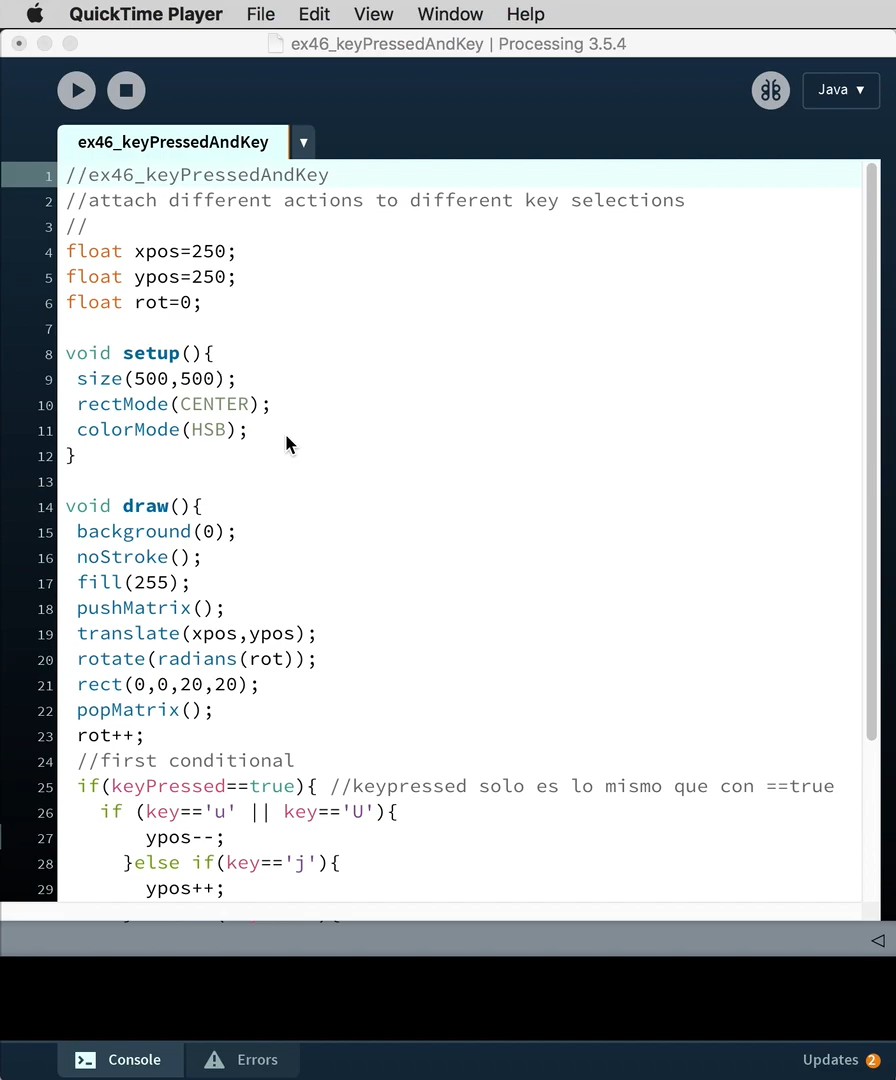 QuickTime Player File Edit View Window Help
ex46_keyPressedAndKey | Processing 3.5.4
Java ▼
ex46_keyPressedAndKey ▼
1 //ex46_keyPressedAndKey
2 //attach different actions to different key selections
3 //
4 float xpos=250;
5 float ypos=250;
6 float rot=0;
7
8 void setup(){
9 size(500,500);
10 rectMode(CENTER);
11 colorMode(HSB);
12 }
13
14 void draw(){
15 background(0);
16 noStroke();
17 fill(255);
18 pushMatrix();
19 translate(xpos,ypos);
20 rotate(radians(rot));
21 rect(0,0,20,20);
22 popMatrix();
23 rot++;
24 //first conditional
25 if(keyPressed==true){ //keypressed solo es lo mismo que con ==true
26 if (key=='u' || key=='U'){
27 ypos--;
28 }else if(key=='j'){
29 ypos++;
Console Errors Updates 2